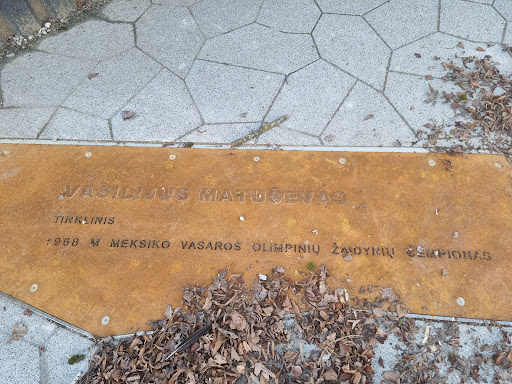 VASILIJUS MATUŠEVAS
TINKLINIS
1968 M MEKSIKO VASAROS OLIMPINIŲ ŽAIDYNIŲ ČEMPIONAS